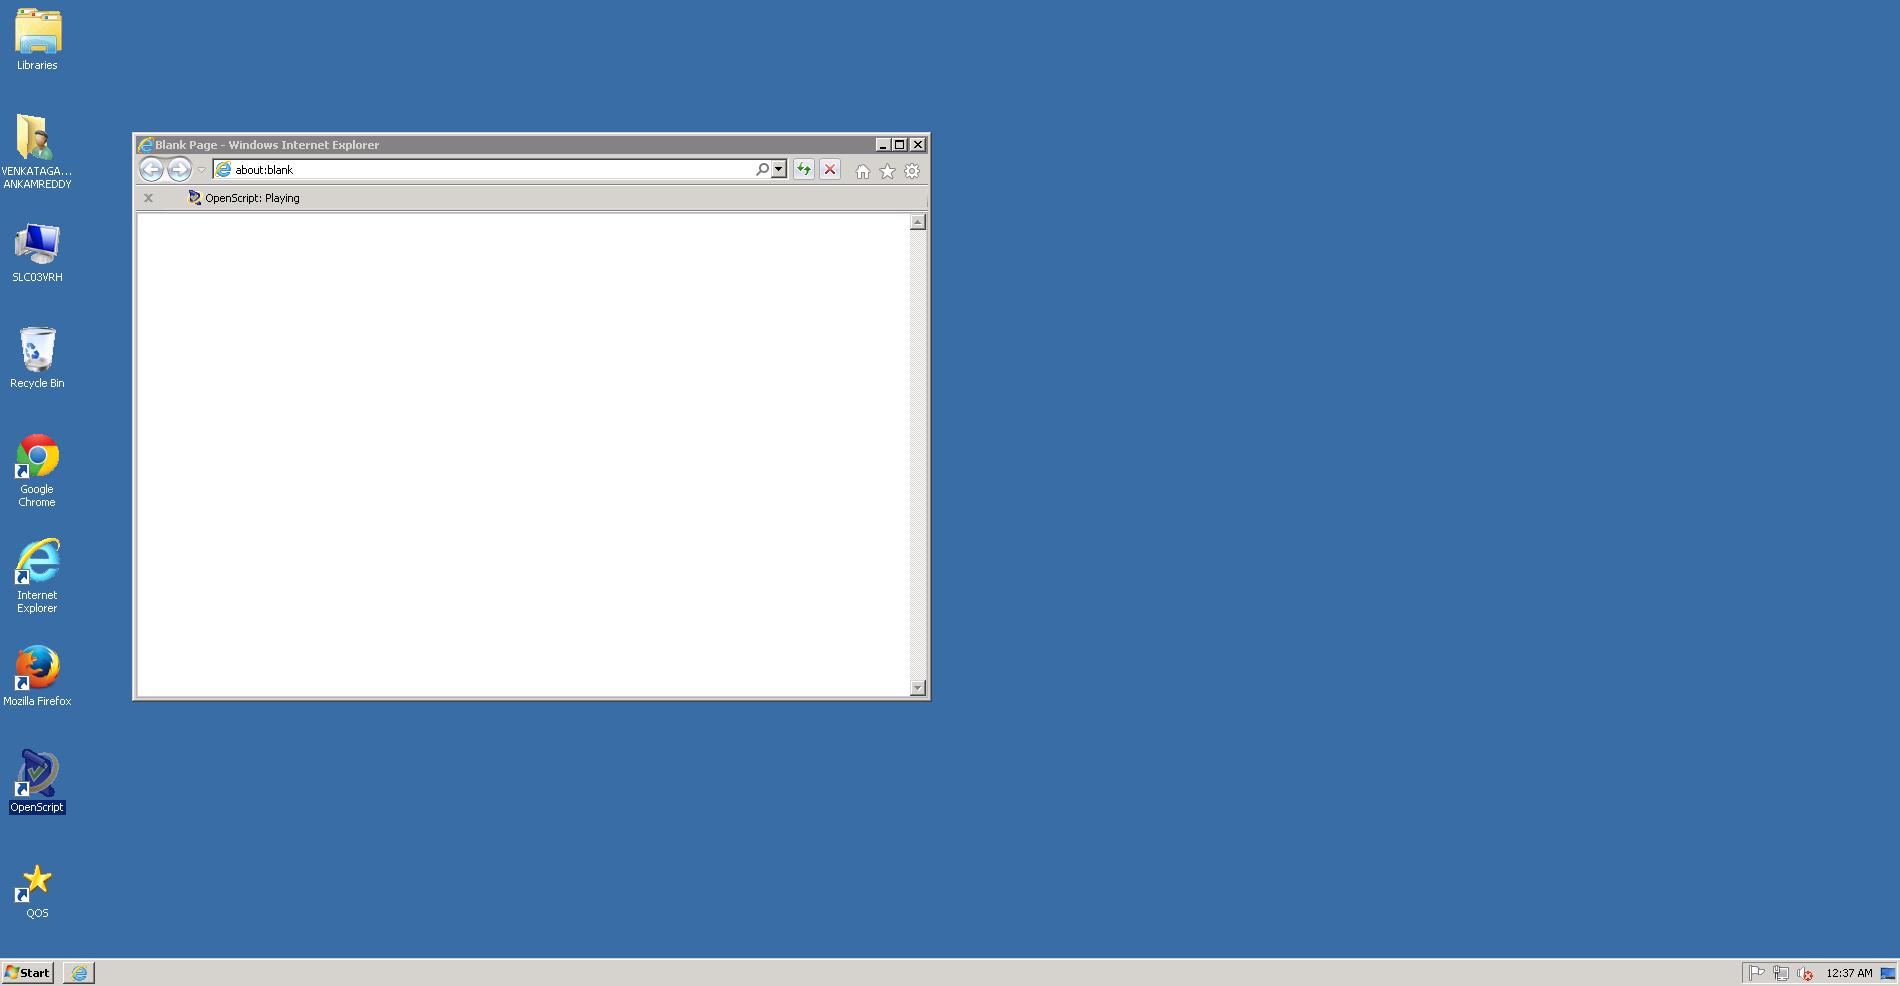 Libraries
VENKATAGA...
ANKAMREDDY
SLC03VRH
Recycle Bin
Google
Chrome
Internet
Explorer
Mozilla Firefox
OpenScript
QOS
Blank Page - Windows Internet Explorer
about:blank
OpenScript: Playing
Start
12:37 AM